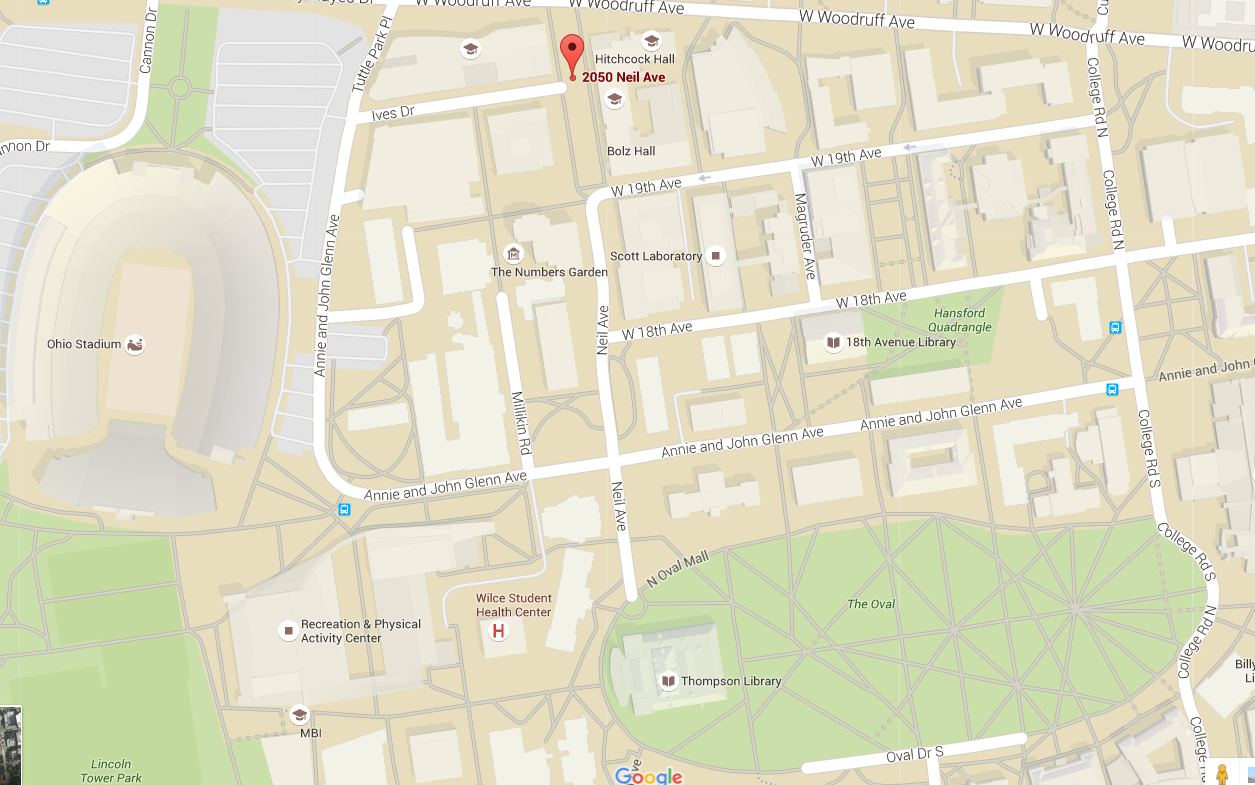 W Woodruff Ave
W Woodruff Ave
W Woodruff Ave
W Woodruff Ave
Cannon Dr
Tuttle Park Pl
Hitchcock Hall
2050 Neil Ave
Ives Dr
Bolz Hall
W 19th Ave
W 19th Ave
College Rd N
College Rd N
Magruder Ave
Annie and John Glenn Ave
The Numbers Garden
Scott Laboratory
W 18th Ave
W 18th Ave
Neil Ave
Hansford
Quadrangle
18th Avenue Library
Ohio Stadium
Millikin Rd
Annie and John Glenn Ave
Annie and John Glenn Ave
Annie and John Glenn Ave
College Rd S
Neil Ave
College Rd S
N Oval Mall
The Oval
Wilce Student
Health Center
H
Recreation & Physical
Activity Center
College Rd N
Thompson Library
MBI
Lincoln
Tower Park
Oval Dr S
Google